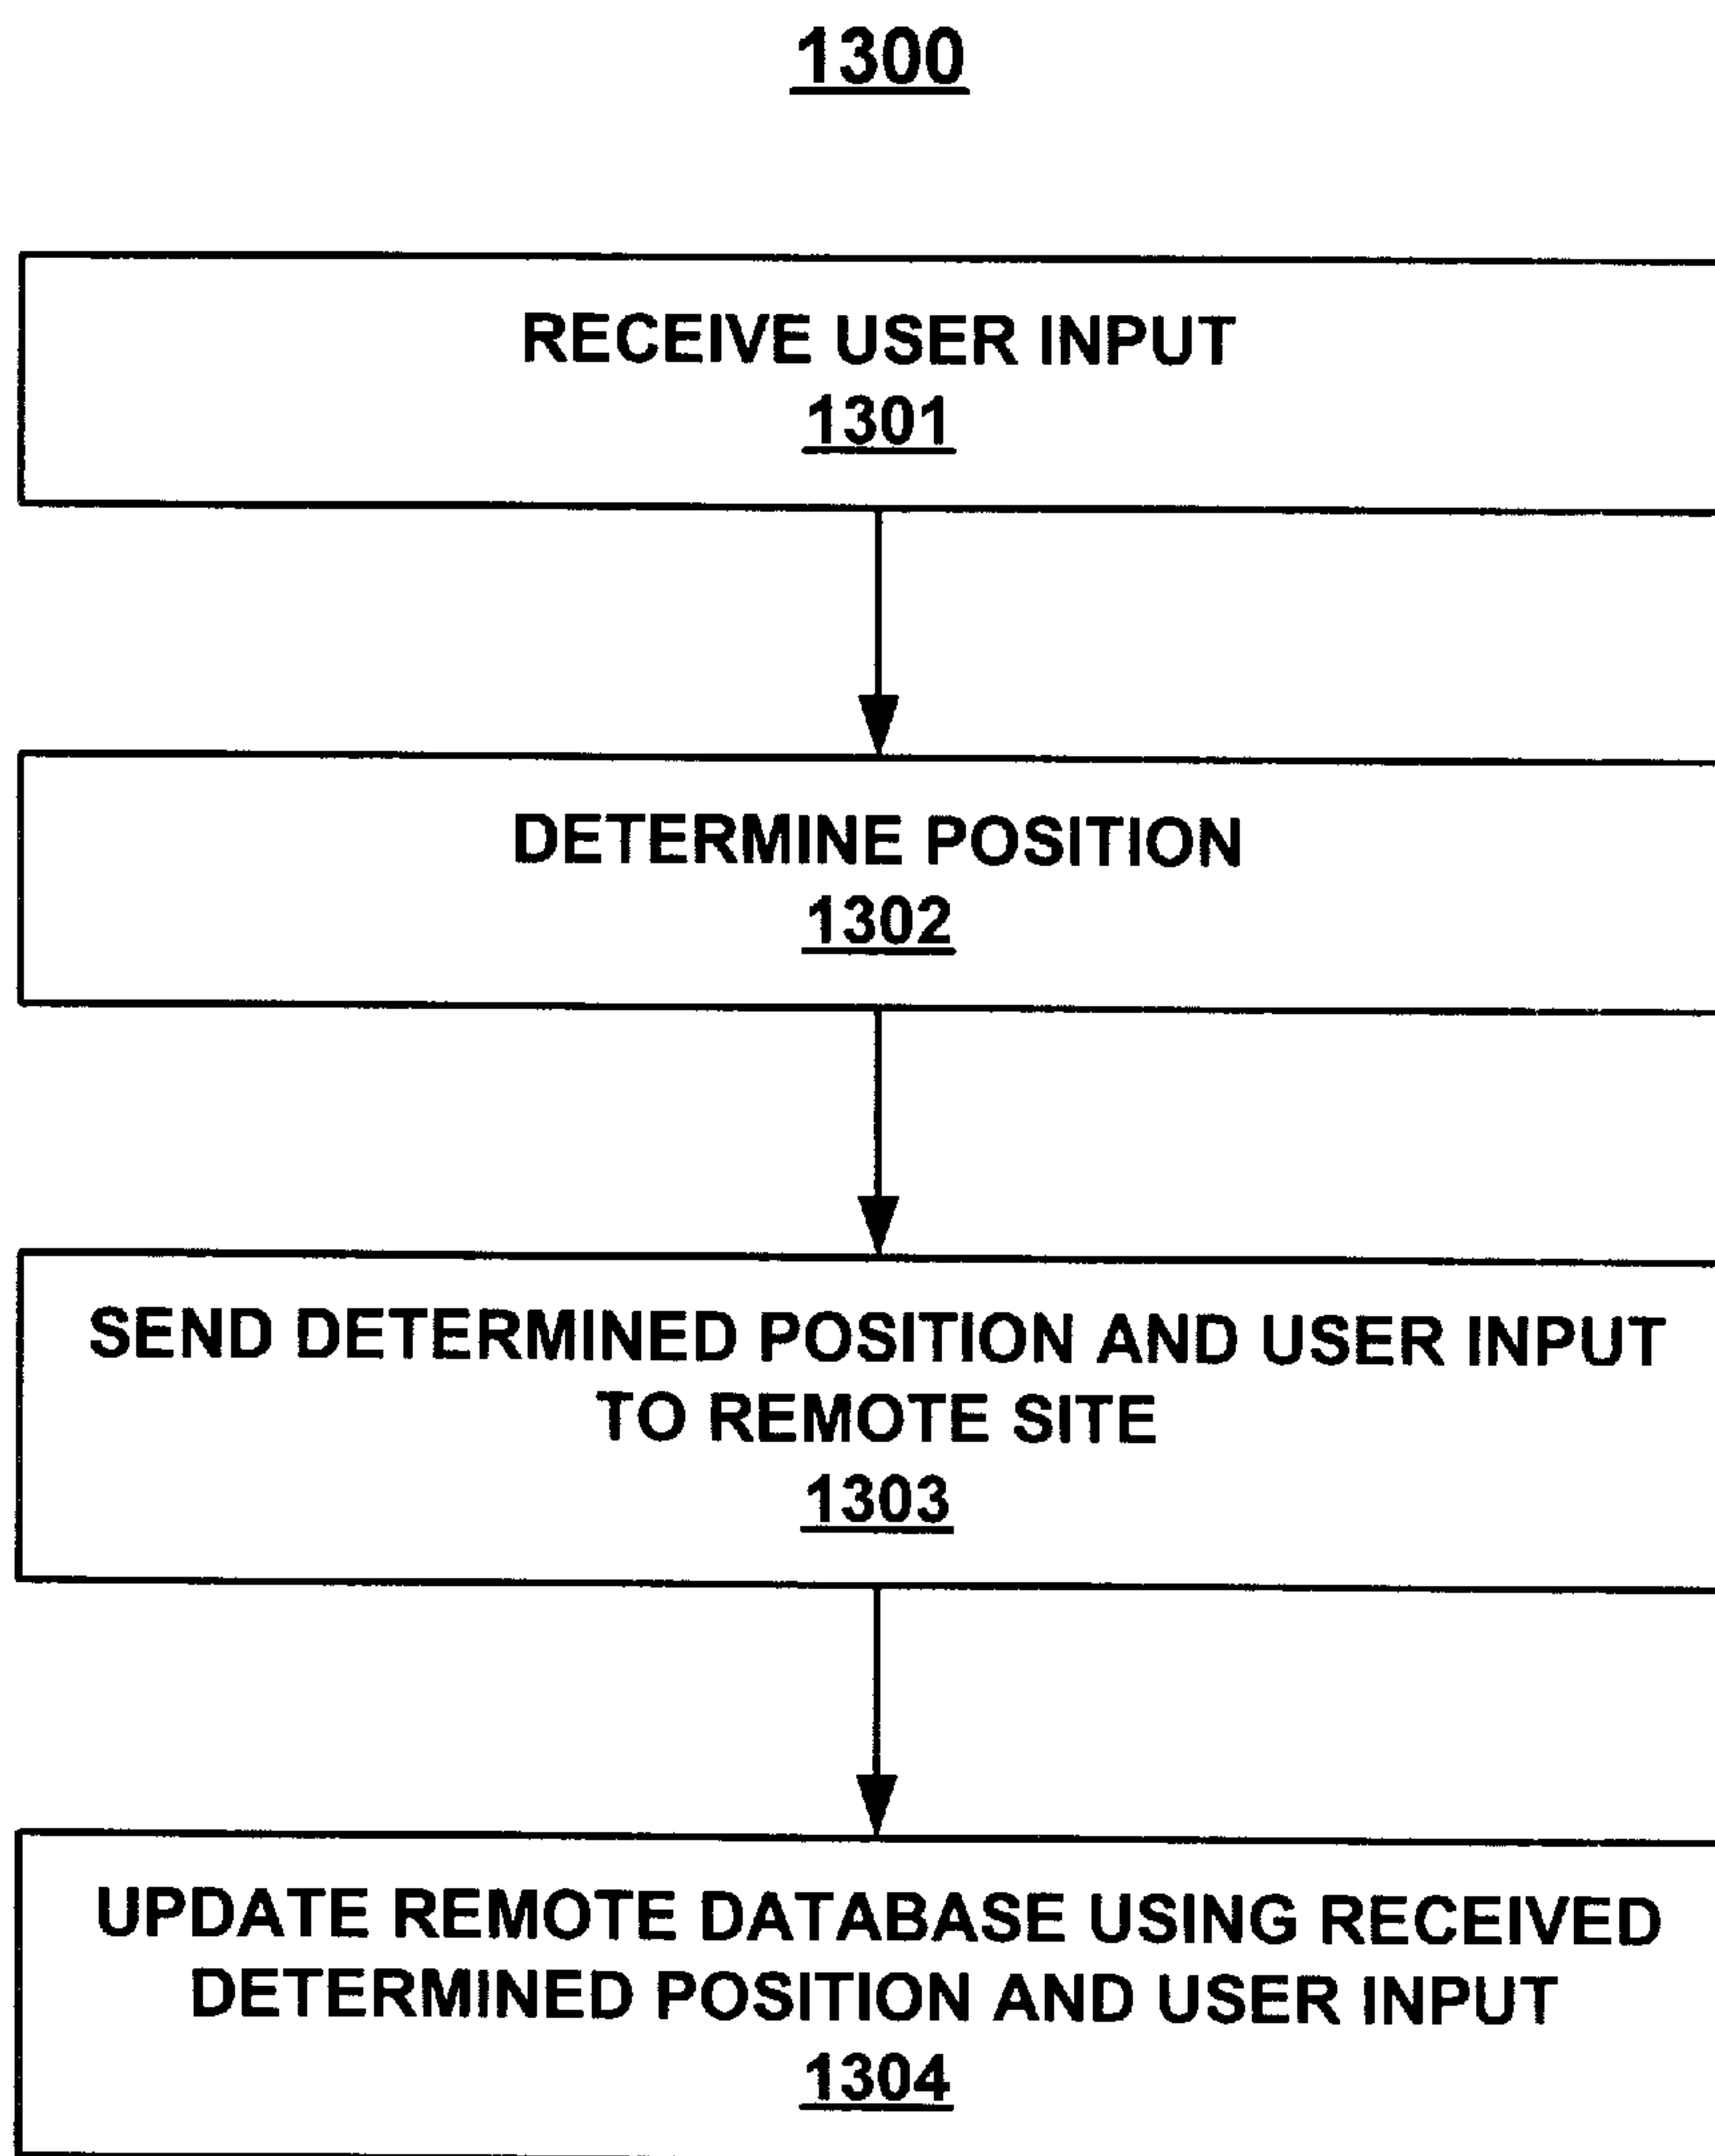 1300
RECEIVE USER INPUT
1301
DETERMINE POSITION
1302
SEND DETERMINED POSITION AND USER INPUT
TO REMOTE SITE
1303
UPDATE REMOTE DATABASE USING RECEIVED
DETERMINED POSITION AND USER INPUT
1304